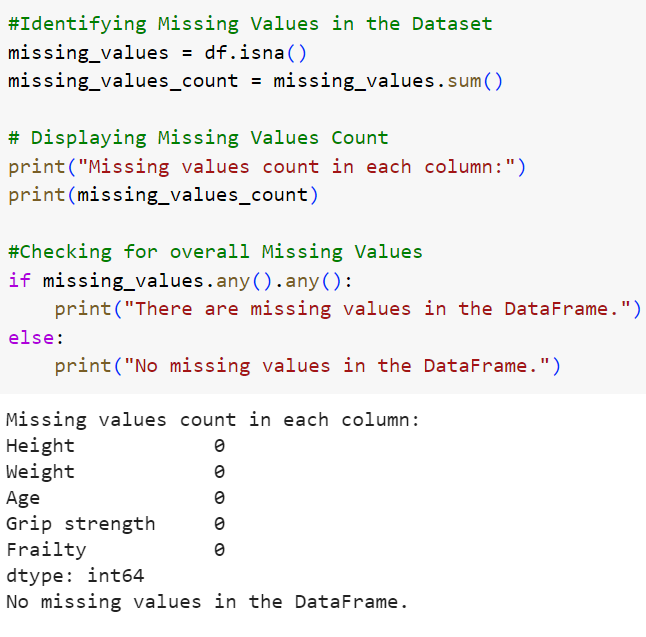 #Identifying Missing Values in the Dataset
missing_values = df.isna()
missing_values_count = missing_values.sum()

# Displaying Missing Values Count
print("Missing values count in each column:")
print(missing_values_count)

#Checking for overall Missing Values
if missing_values.any().any():
    print("There are missing values in the DataFrame.")
else:
    print("No missing values in the DataFrame.")

Missing values count in each column:
Height            0
Weight            0
Age               0
Grip strength     0
Frailty           0
dtype: int64
No missing values in the DataFrame.